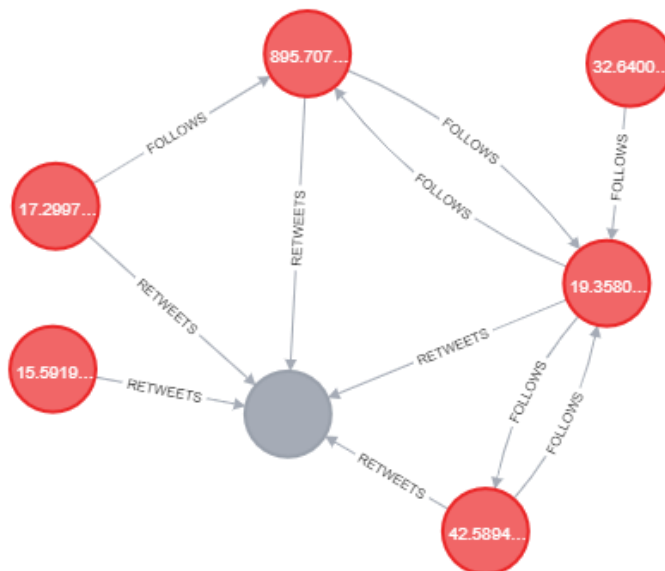 895.707...
32.6400...
FOLLOWS
FOLLOWS
FOLLOWS
FOLLOWS
17.2997...
RETWEETS
19.3580...
RETWEETS
RETWEETS
15.5919...
RETWEETS
FOLLOWS
FOLLOWS
RETWEETS
42.5894...